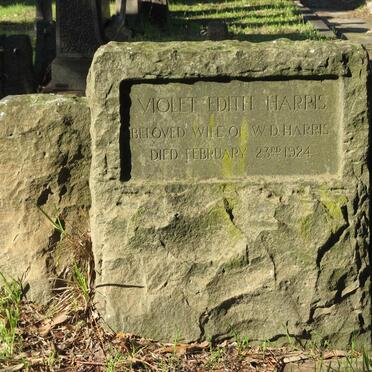 VIOLET EDITH HARRIS
BELOVED WIFE OF W.D. HARRIS
DIED FEBRUARY 23RD 1924